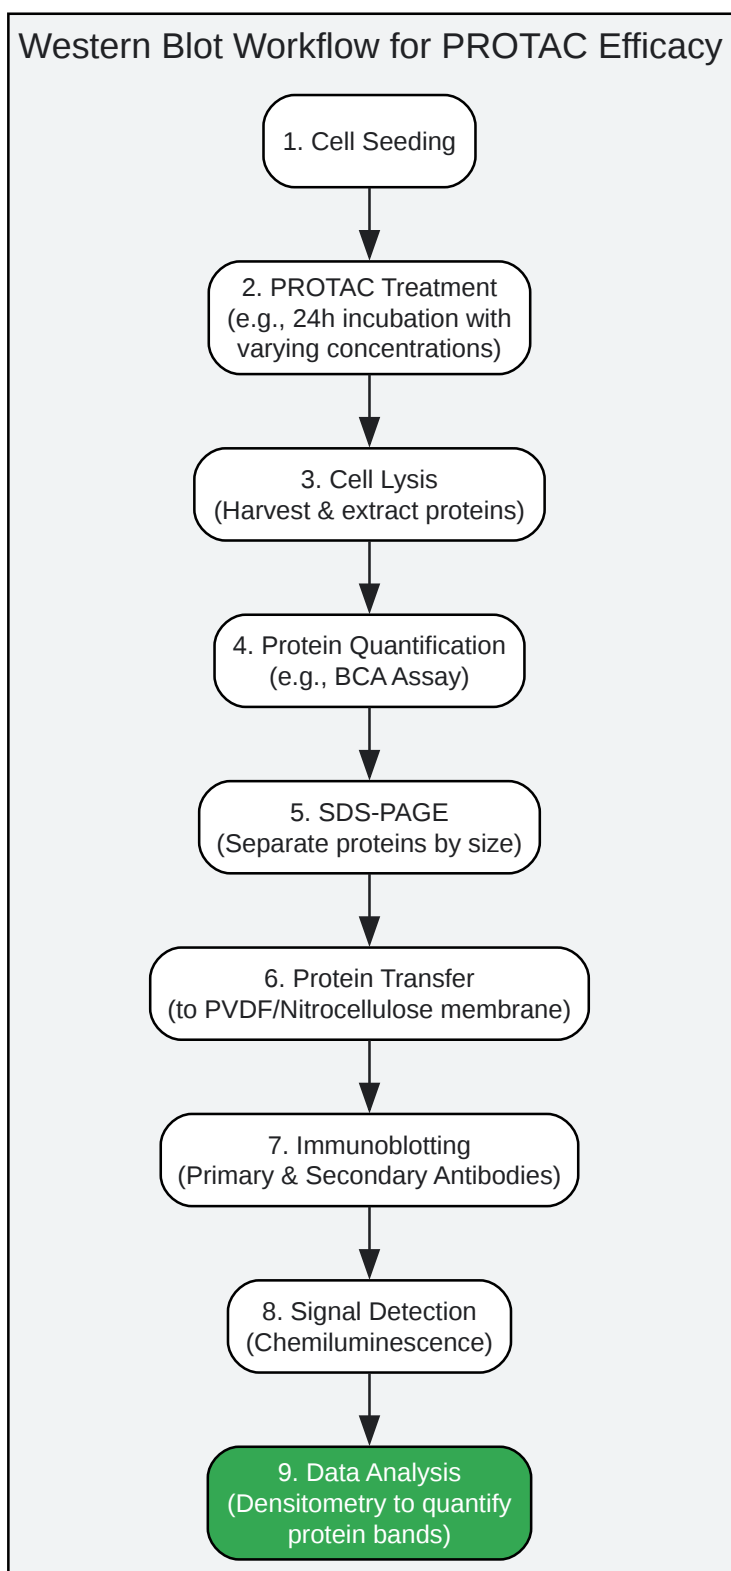 Western Blot Workflow for PROTAC Efficacy
1. Cell Seeding
2. PROTAC Treatment
(e.g., 24h incubation with
varying concentrations)
3. Cell Lysis
(Harvest & extract proteins)
4. Protein Quantification
(e.g., BCA Assay)
5. SDS-PAGE
(Separate proteins by size)
6. Protein Transfer
(to PVDF/Nitrocellulose membrane)
7. Immunoblotting
(Primary & Secondary Antibodies)
8. Signal Detection
(Chemiluminescence)
9. Data Analysis
(Densitometry to quantify
protein bands)